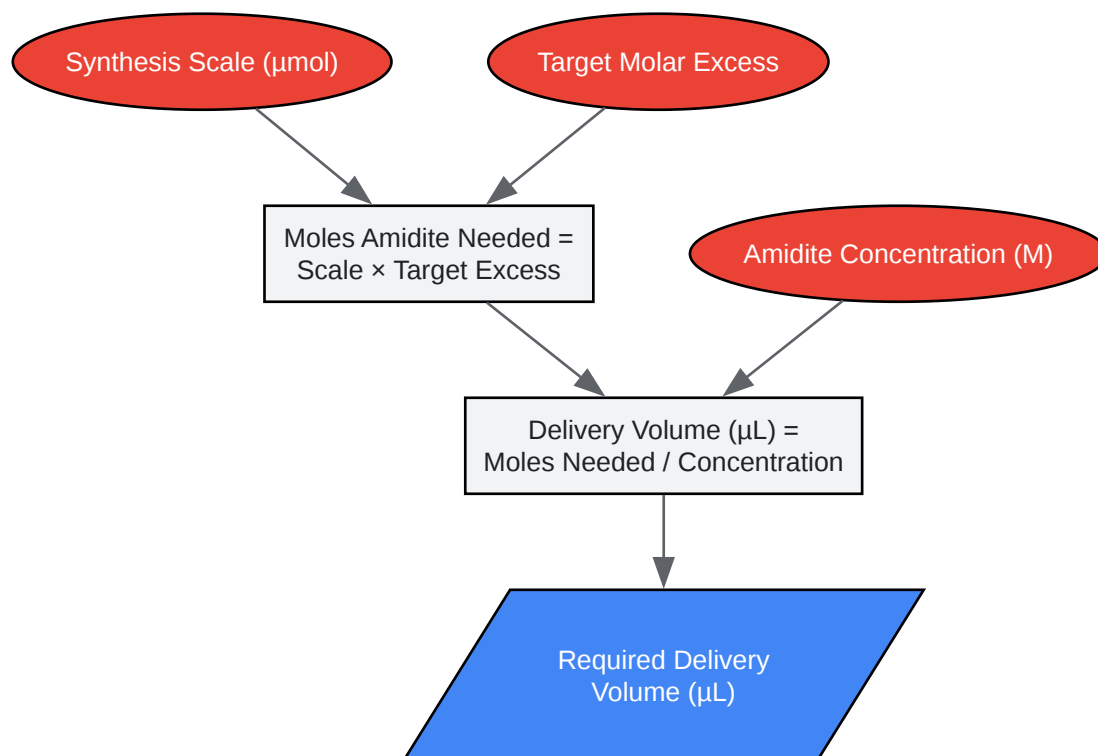 Synthesis Scale (µmol)
Target Molar Excess
Moles Amidite Needed =
Scale × Target Excess
Amidite Concentration (M)
Delivery Volume (µL) =
Moles Needed / Concentration
Required Delivery
Volume (µL)